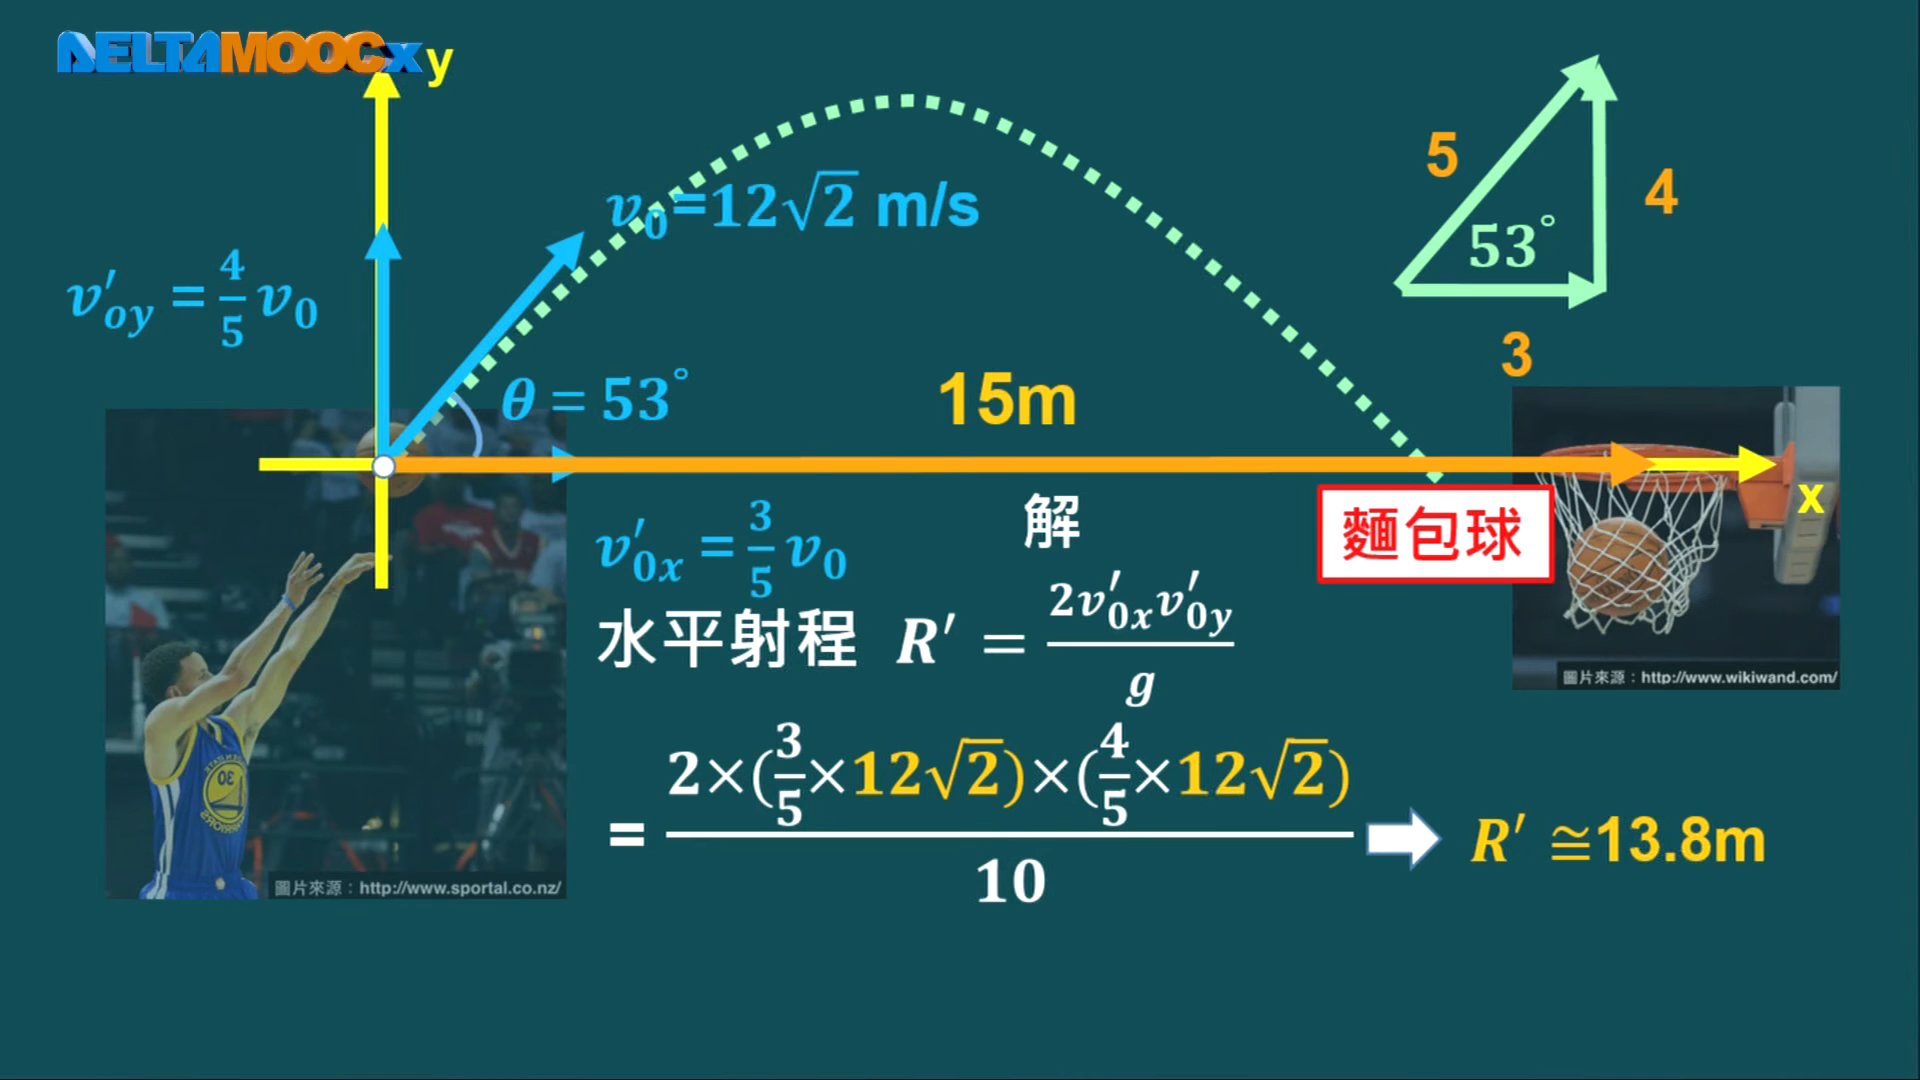 DELTAMOOCx
y
v₀=12√2 m/s
5
4
53°
3
v′oy = 4/5 v₀
θ = 53°
15m
x
v′0x = 3/5 v₀
解
麵包球
水平射程 R′ = 2v′0xv′0y / g
圖片來源：http://www.wikiwand.com/
= 2×(3/5×12√2)×(4/5×12√2) / 10
R′ ≅13.8m
圖片來源：http://www.sportal.co.nz/
30